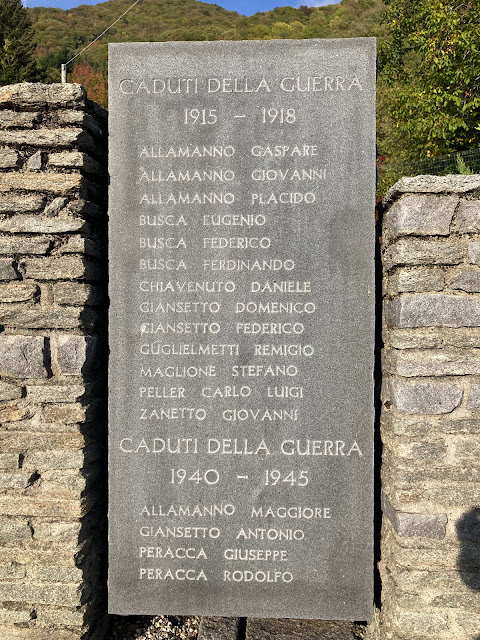 CADUTI DELLA GUERRA
1915 - 1918
ALLAMANNO GASPARE
ALLAMANNO GIOVANNI
ALLAMANNO PLACIDO
BUSCA EUGENIO
BUSCA FEDERICO
BUSCA FERDINANDO
CHIAVENUTO DANIELE
GIANSETTO DOMENICO
GIANSETTO FEDERICO
GUGLIELMETTI REMIGIO
MAGLIONE STEFANO
PELLER CARLO LUIGI
ZANETTO GIOVANNI
CADUTI DELLA GUERRA
1940 - 1945
ALLAMANNO MAGGIORE
GIANSETTO ANTONIO
PERACCA GIUSEPPE
PERACCA RODOLFO